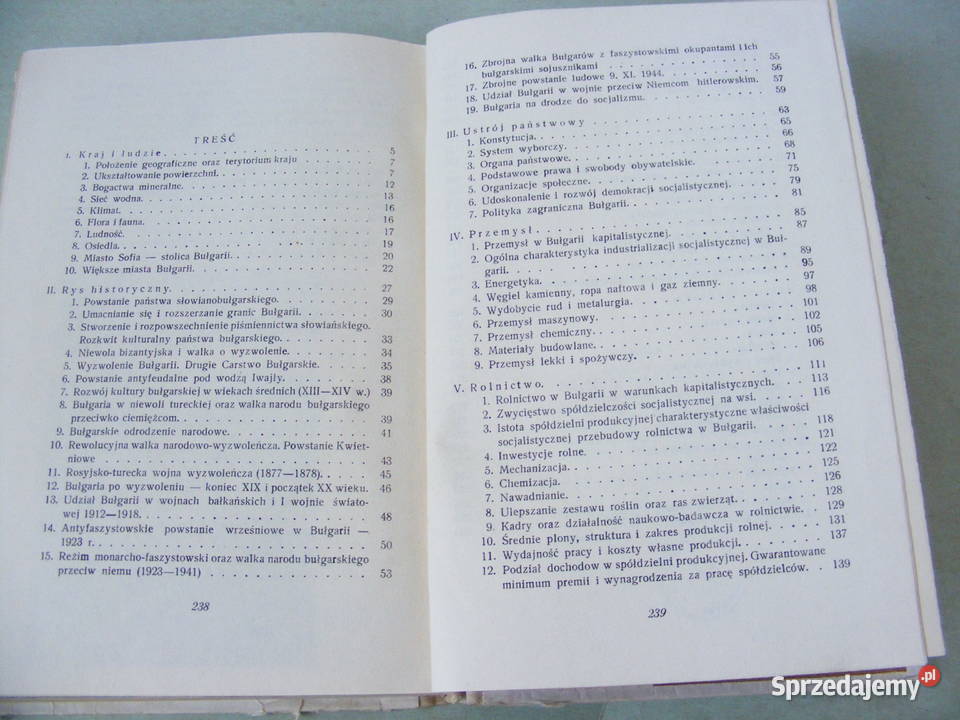 TREŚĆ
I. Kraj i ludzie. . . . . . . . . . . . . . . . . 5
1. Położenie geograficzne oraz terytorium kraju . . . . . . 7
2. Ukształtowanie powierzchni. . . . . . . . . . . 7
3. Bogactwa mineralne. . . . . . . . . . . . . 12
4. Sieć wodna. . . . . . . . . . . . . . . 13
5. Klimat. . . . . . . . . . . . . . . . . 16
6. Flora i fauna. . . . . . . . . . . . . . . 16
7. Ludność. . . . . . . . . . . . . . . . 17
8. Osiedla. . . . . . . . . . . . . . . . 19
9. Miasto Sofia — stolica Bułgarii. . . . . . . . . . 20
10. Większe miasta Bułgarii. . . . . . . . . . . . 22
II. Rys historyczny. . . . . . . . . . . . . . 27
1. Powstanie państwa słowianobułgarskiego. . . . . . . 29
2. Umacnianie się i rozszerzanie granic Bułgarii. . . . . . 30
3. Stworzenie i rozpowszechnienie piśmiennictwa słowiańskiego.
Rozkwit kulturalny państwa bułgarskiego. . . . . . . 33
4. Niewola bizantyjska i walka o wyzwolenie. . . . . . . 34
5. Wyzwolenie Bułgarii. Drugie Carstwo Bułgarskie. . . . . 35
6. Powstanie antyfeudalne pod wodzą Iwajły. . . . . . . 38
7. Rozwój kultury bułgarskiej w wiekach średnich (XIII—XIV w.) 39
8. Bułgaria w niewoli tureckiej oraz walka narodu bułgarskiego
przeciwko ciemiężcom. . . . . . . . . . . . 39
9. Bułgarskie odrodzenie narodowe. . . . . . . . . 41
10. Rewolucyjna walka narodowo-wyzwoleńcza. Powstanie Kwiet-
niowe . . . . . . . . . . . . . . . . 43
11. Rosyjsko-turecka wojna wyzwoleńcza (1877—1878). . . . 45
12. Bułgaria po wyzwoleniu — koniec XIX i początek XX wieku. 46
13. Udział Bułgarii w wojnach bałkańskich i I wojnie świato-
wej 1912—1918. . . . . . . . . . . . . . 48
14. Antyfaszystowskie powstanie wrześniowe w Bułgarii —
1923 r. . . . . . . . . . . . . . . . . 50
15. Reżim monarcho-faszystowski oraz walka narodu bułgarskiego
przeciw niemu (1923—1941) . . . . . . . . . . 53
238
16. Zbrojna walka Bułgarów z faszystowskimi okupantami i ich
bułgarskimi sojusznikami . . . . . . . . . . 55
17. Zbrojne powstanie ludowe 9. XI. 1944. . . . . . . . 56
18. Udział Bułgarii w wojnie przeciw Niemcom hitlerowskim. . 57
19. Bułgaria na drodze do socjalizmu. . . . . . . . . 59
III. Ustrój państwowy . . . . . . . . . . . . . 63
1. Konstytucja. . . . . . . . . . . . . . . 65
2. System wyborczy . . . . . . . . . . . . . 66
3. Organa państwowe. . . . . . . . . . . . . 68
4. Podstawowe prawa i swobody obywatelskie. . . . . . 71
5. Organizacje społeczne. . . . . . . . . . . . 75
6. Udoskonalenie i rozwój demokracji socjalistycznej. . . . 79
7. Polityka zagraniczna Bułgarii. . . . . . . . . . 81
IV. Przemysł . . . . . . . . . . . . . . . . 85
1. Przemysł w Bułgarii kapitalistycznej. . . . . . . . 87
2. Ogólna charakterystyka industrializacji socjalistycznej w Buł-
garii. . . . . . . . . . . . . . . . . 89
3. Energetyka. . . . . . . . . . . . . . . 95
4. Węgiel kamienny, ropa naftowa i gaz ziemny. . . . . . 97
5. Wydobycie rud i metalurgia. . . . . . . . . . 98
6. Przemysł maszynowy. . . . . . . . . . . . 101
7. Przemysł chemiczny. . . . . . . . . . . . 102
8. Materiały budowlane. . . . . . . . . . . . 105
9. Przemysł lekki i spożywczy. . . . . . . . . . 106
V. Rolnictwo. . . . . . . . . . . . . . . . 111
1. Rolnictwo w Bułgarii w warunkach kapitalistycznych. . . 113
2. Zwycięstwo spółdzielczości socjalistycznej na wsi. . . . 116
3. Istota spółdzielni produkcyjnej charakterystyczne właściwości
socjalistycznej przebudowy rolnictwa w Bułgarii. . . . . 118
4. Inwestycje rolne. . . . . . . . . . . . . 121
5. Mechanizacja. . . . . . . . . . . . . . 122
6. Chemizacja. . . . . . . . . . . . . . . 125
7. Nawadnianie. . . . . . . . . . . . . . 126
8. Ulepszanie zestawu roślin oraz ras zwierząt. . . . . . 128
9. Kadry oraz działalność naukowo-badawcza w rolnictwie. . 129
10. Średnie plony, struktura i zakres produkcji rolnej. . . . 131
11. Wydajność pracy i koszty własne produkcji. . . . . . 137
12. Podział dochodow w spółdzielni produkcyjnej. Gwarantowane
minimum premii i wynagrodzenia za pracę spółdzielców. . 139
239
Sprzedajemy.pl